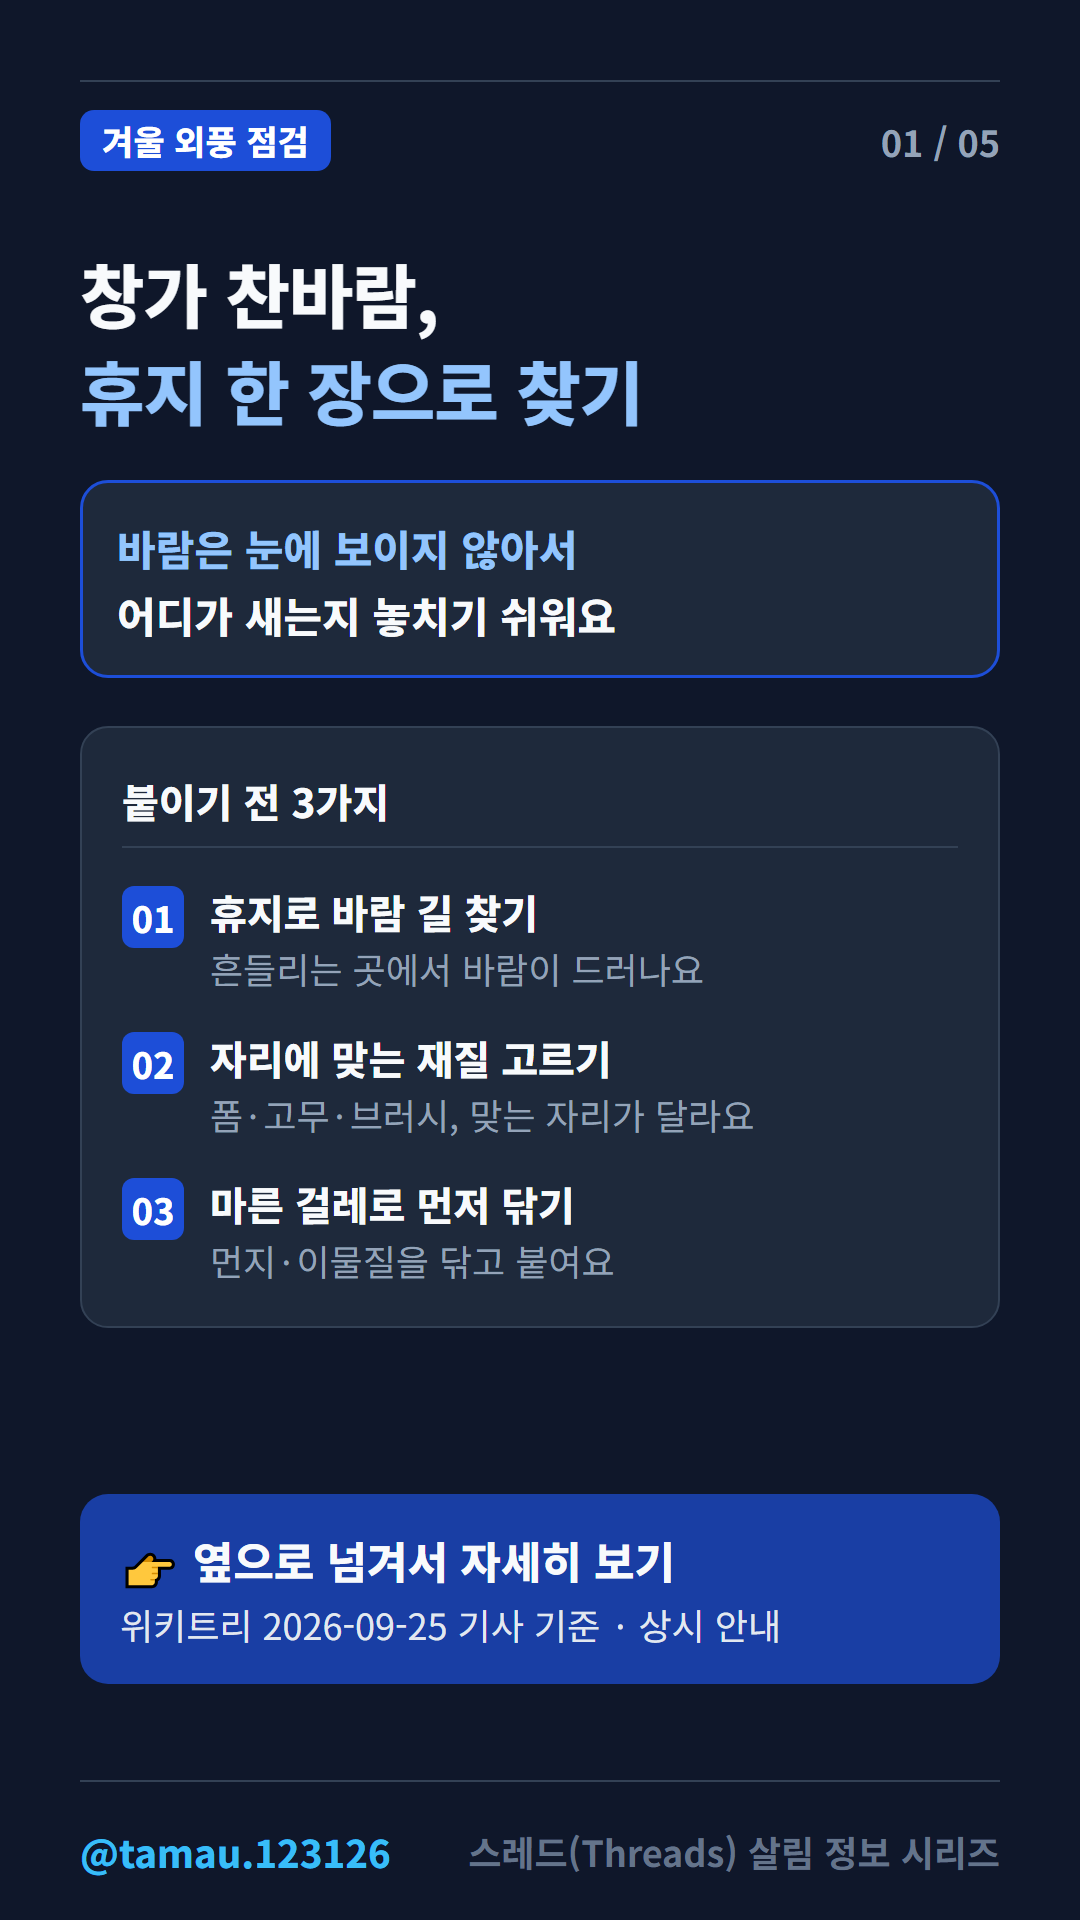 겨울 외풍 점검
01 / 05
창가 찬바람,
휴지 한 장으로 찾기
바람은 눈에 보이지 않아서
어디가 새는지 놓치기 쉬워요
붙이기 전 3가지
01 휴지로 바람 길 찾기
흔들리는 곳에서 바람이 드러나요
02 자리에 맞는 재질 고르기
폼·고무·브러시, 맞는 자리가 달라요
03 마른 걸레로 먼저 닦기
먼지·이물질을 닦고 붙여요
👉 옆으로 넘겨서 자세히 보기
위키트리 2026-09-25 기사 기준 · 상시 안내
@tamau.123126
스레드(Threads) 살림 정보 시리즈